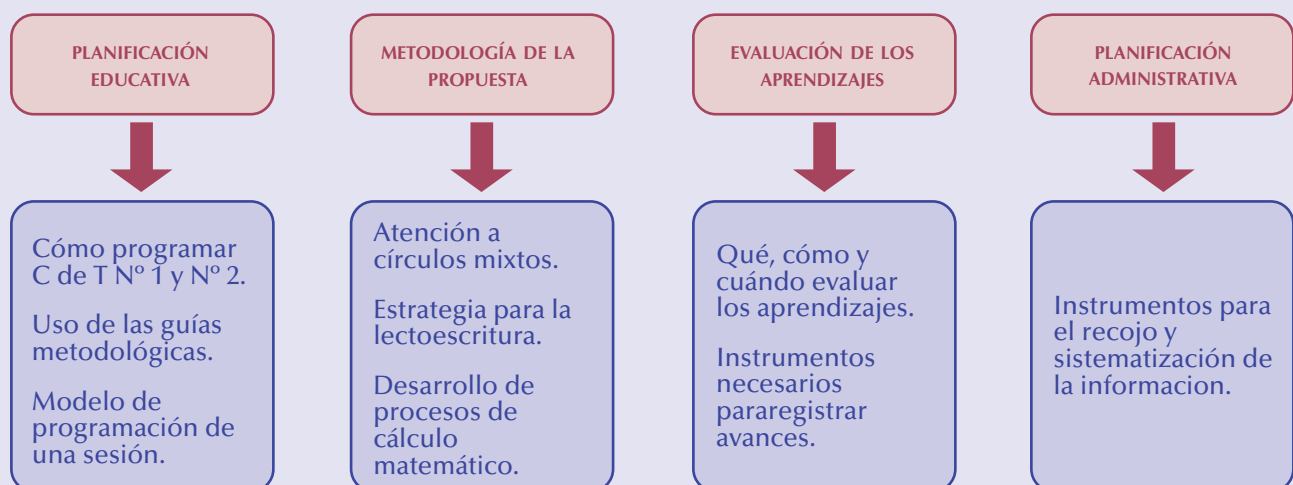 PLANIFICACIÓN
EDUCATIVA
Cómo programar
C de T Nº 1 y Nº 2.
Uso de las guías
metodológicas.
Modelo de
programación de
una sesión.
METODOLOGÍA DE LA
PROPUESTA
Atención a
círculos mixtos.
Estrategia para la
lectoescritura.
Desarrollo de
procesos de
cálculo
matemático.
EVALUACIÓN DE LOS
APRENDIZAJES
Qué, cómo y
cuándo evaluar
los aprendizajes.
Instrumentos
necesarios
pararegistrar
avances.
PLANIFICACIÓN
ADMINISTRATIVA
Instrumentos para
el recojo y
sistematización de
la informacion.